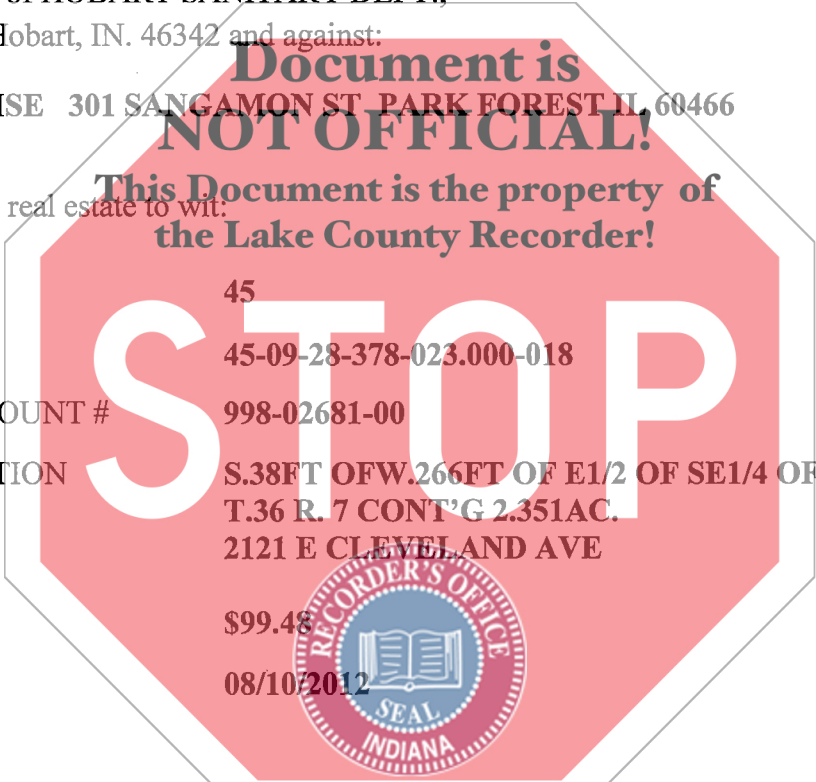 HOBART SANITARY DEPT.,
Hobart, IN. 46342 and against:
Document is
ISE 301 SANGAMON ST PARK FOREST IL 60466
NOT OFFICIAL!
This Document is the property of
real estate to wit:
the Lake County Recorder!
45
STOP
45-09-28-378-023.000-018
OUNT # 998-02681-00
TION S.38FT OFW.266FT OF E1/2 OF SE1/4 OF
T.36 R. 7 CONT'G 2.351AC.
2121 E CLEVELAND AVE
RECORDER'S OFFICE
$99.48
08/10/2012
SEAL
INDIANA